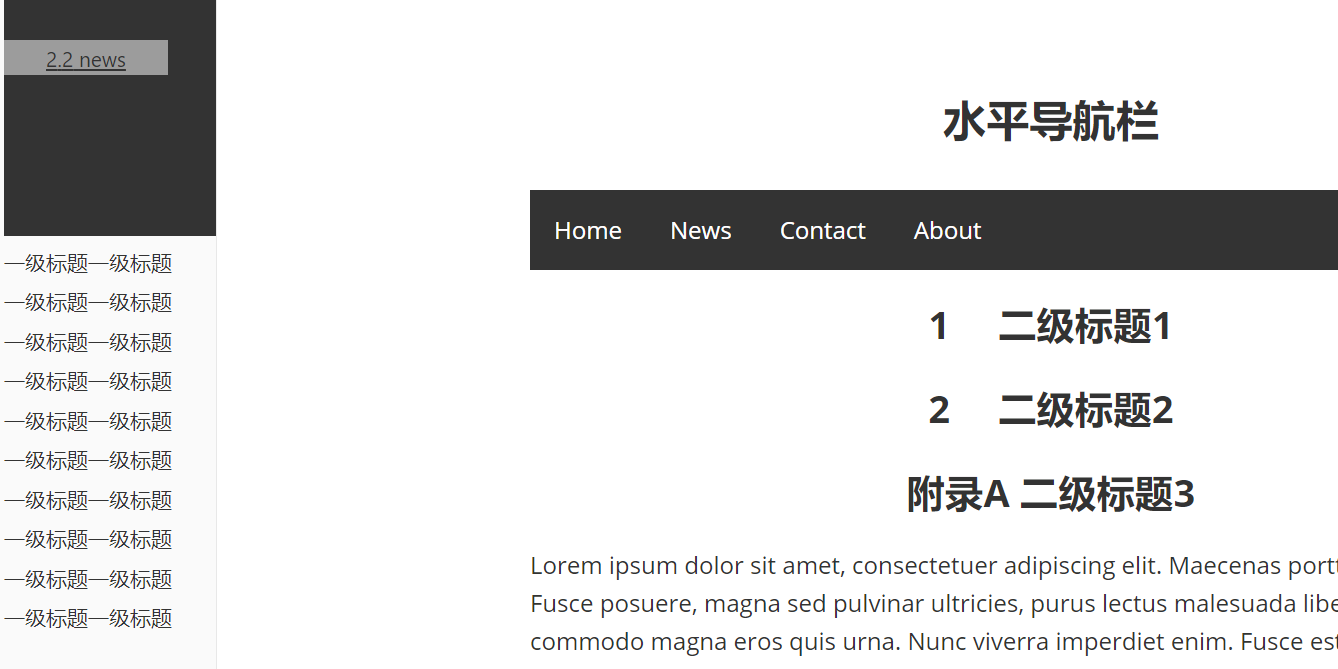 2.2 news
一级标题一级标题
一级标题一级标题
一级标题一级标题
一级标题一级标题
一级标题一级标题
一级标题一级标题
一级标题一级标题
一级标题一级标题
一级标题一级标题
一级标题一级标题
水平导航栏
Home News Contact About
1 二级标题1
2 二级标题2
附录A 二级标题3
Lorem ipsum dolor sit amet, consectetuer adipiscing elit. Maecenas portt
Fusce posuere, magna sed pulvinar ultricies, purus lectus malesuada libe
commodo magna eros quis urna. Nunc viverra imperdiet enim. Fusce est